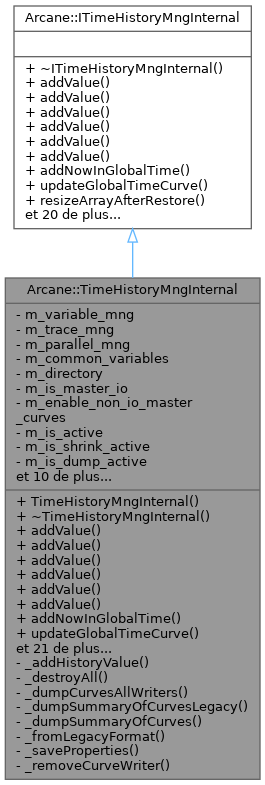 Arcane::ITimeHistoryMngInternal
+ ~ITimeHistoryMngInternal()
+ addValue()
+ addValue()
+ addValue()
+ addValue()
+ addValue()
+ addValue()
+ addNowInGlobalTime()
+ updateGlobalTimeCurve()
+ resizeArrayAfterRestore()
et 20 de plus...
Arcane::TimeHistoryMngInternal
- m_variable_mng
- m_trace_mng
- m_parallel_mng
- m_common_variables
- m_directory
- m_is_master_io
- m_enable_non_io_master
_curves
- m_is_active
- m_is_shrink_active
- m_is_dump_active
et 10 de plus...
+ TimeHistoryMngInternal()
+ ~TimeHistoryMngInternal()
+ addValue()
+ addValue()
+ addValue()
+ addValue()
+ addValue()
+ addValue()
+ addNowInGlobalTime()
+ updateGlobalTimeCurve()
et 21 de plus...
- _addHistoryValue()
- _destroyAll()
- _dumpCurvesAllWriters()
- _dumpSummaryOfCurvesLegacy()
- _dumpSummaryOfCurves()
- _fromLegacyFormat()
- _saveProperties()
- _removeCurveWriter()